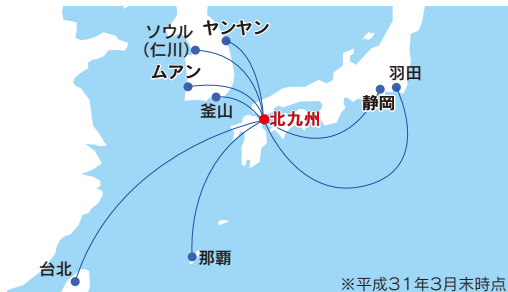 ソウル
(仁川)
ヤンヤン
ムアン
釜山
北九州
羽田
静岡
那覇
台北
※平成31年3月末時点